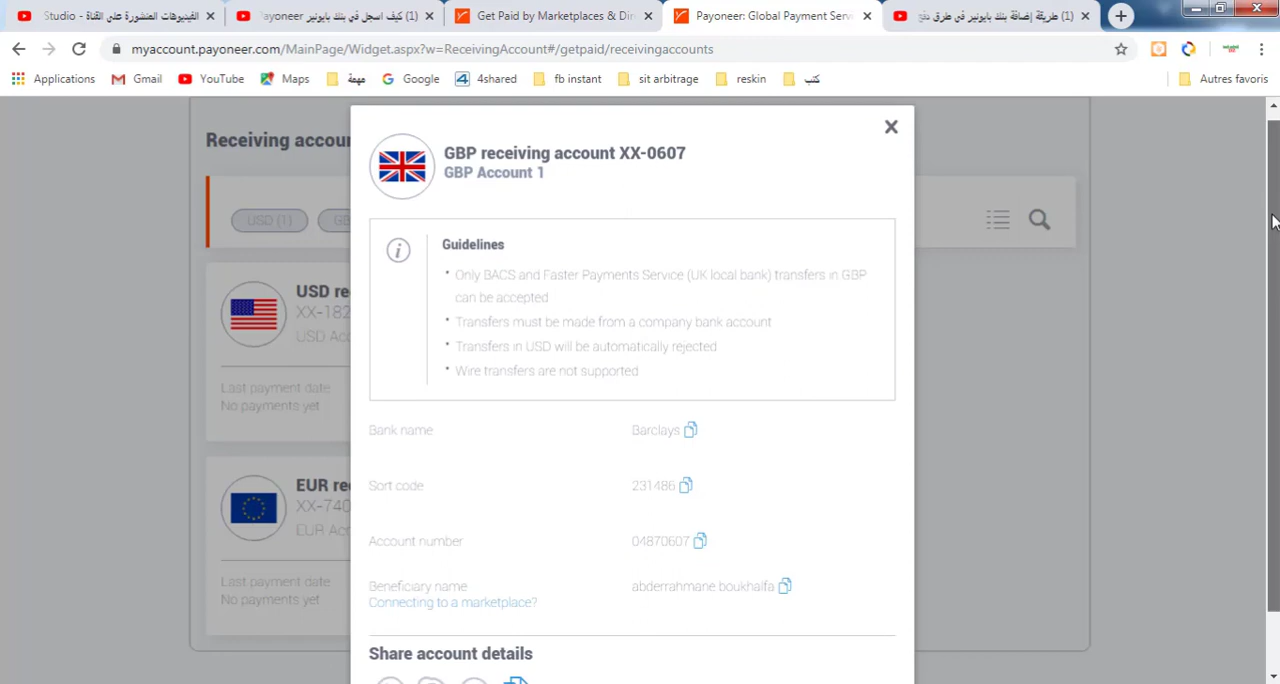 Studio - الفيديوهات المنشورة على القناة
(1) كيف اسجل في بنك بايونير Payoneer
Get Paid by Marketplaces & Dir
Payoneer: Global Payment Serv
(1) طريقة إضافة بنك بايونير في طرق دفع
myaccount.payoneer.com/MainPage/Widget.aspx?w=ReceivingAccount#/getpaid/receivingaccounts
Applications Gmail YouTube Maps مهمة Google 4shared fb instant sit arbitrage reskin كتب Autres favoris
Receiving accou
USD (1) GB
USD re
XX-182
USD Acc
Last payment date
No payments yet
EUR re
XX-740
EUR Acc
Last payment date
No payments yet
GBP receiving account XX-0607
GBP Account 1
Guidelines
• Only BACS and Faster Payments Service (UK local bank) transfers in GBP
can be accepted
• Transfers must be made from a company bank account
• Transfers in USD will be automatically rejected
• Wire transfers are not supported
Bank name Barclays
Sort code 231486
Account number 04870607
Beneficiary name abderrahmane boukhalfa
Connecting to a marketplace?
Share account details